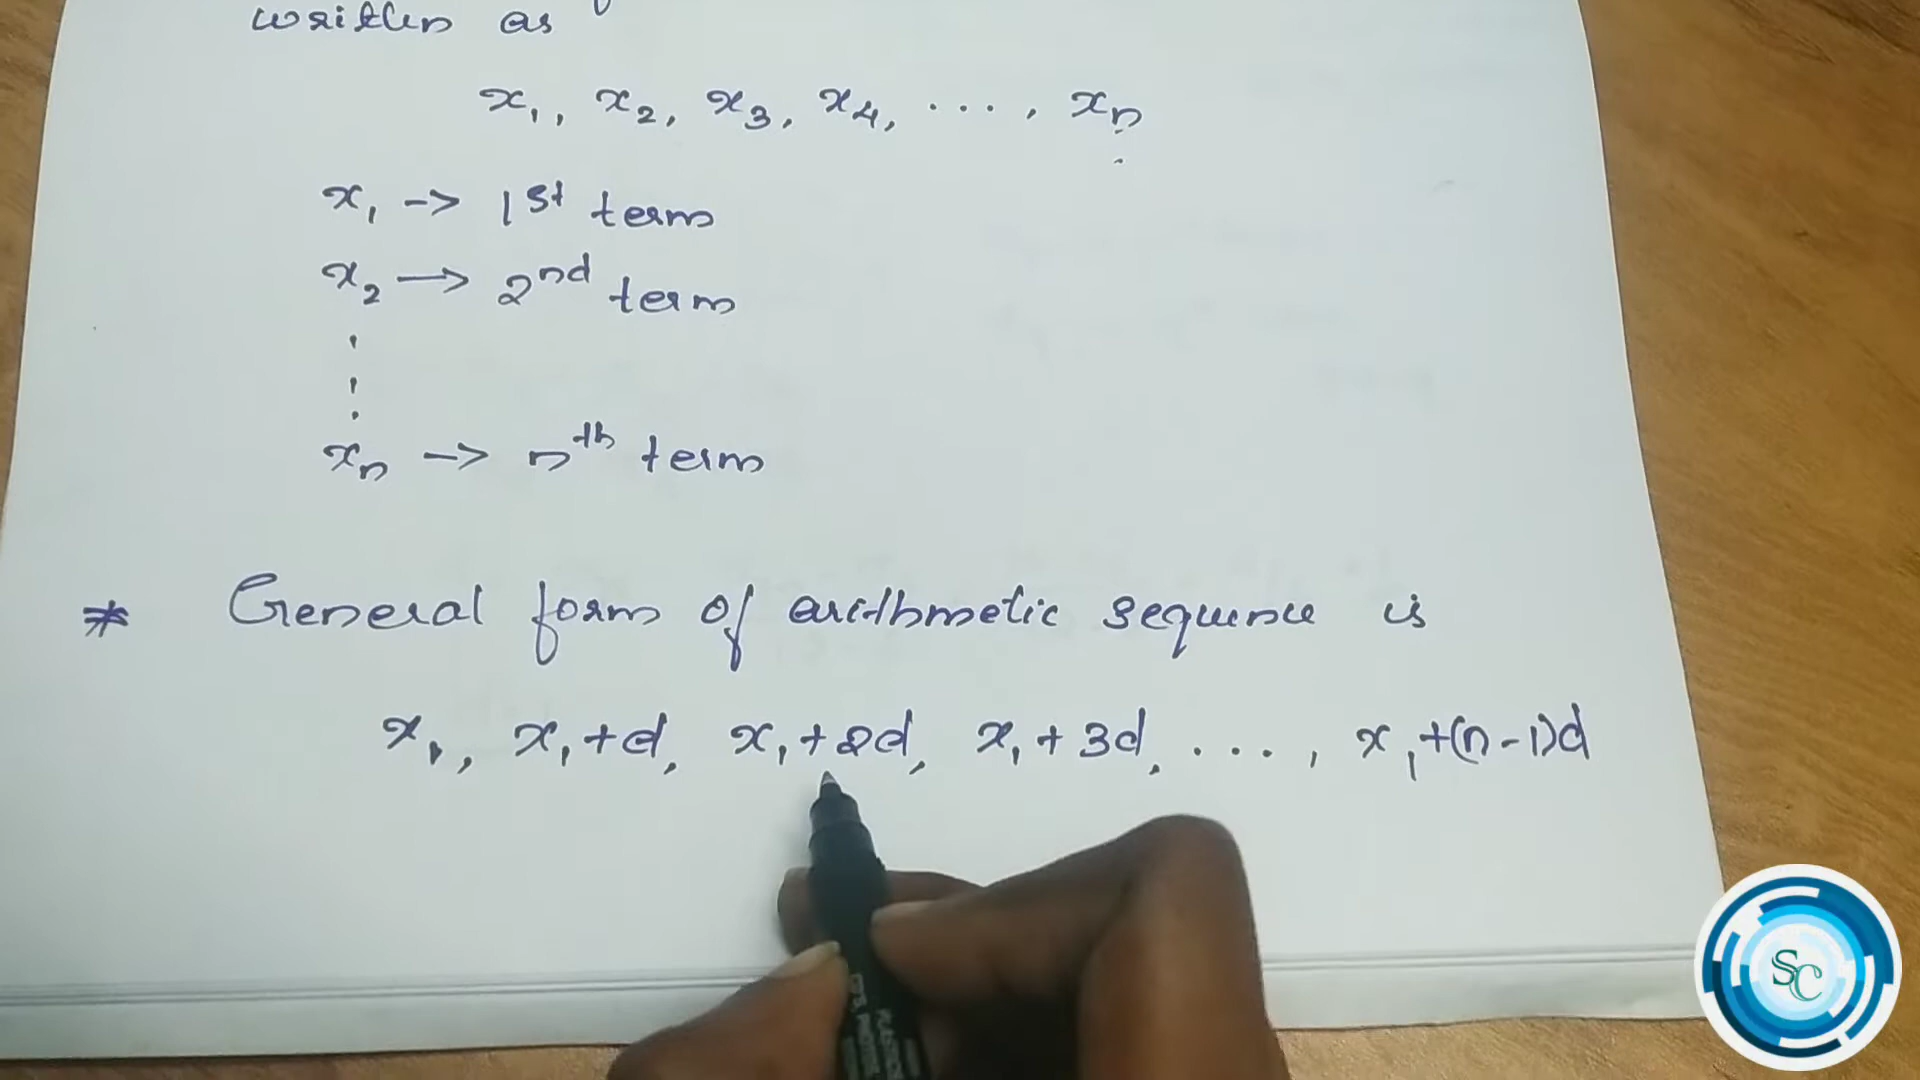 written as
x₁, x₂, x₃, x₄, ..., xₙ
x₁ -> 1st term
x₂ -> 2nd term
xₙ -> nth term
* General form of arithmetic sequence is
x₁, x₁+d, x₁+2d, x₁+3d, ..., x₁+(n-1)d
SC